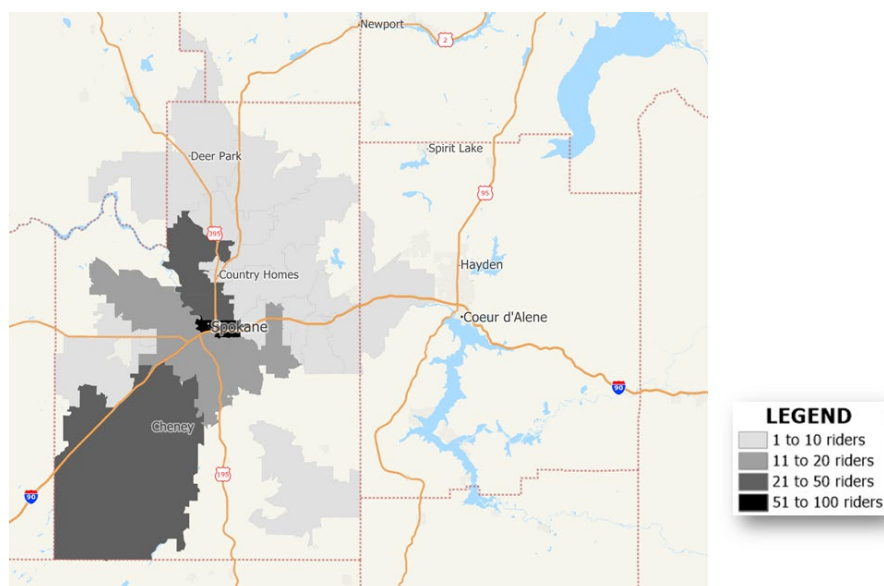 Newport
2
Deer Park
Spirit Lake
95
395
Hayden
Country Homes
Spokane
Coeur d'Alene
90
Cheney
195
90
LEGEND
1 to 10 riders
11 to 20 riders
21 to 50 riders
51 to 100 riders